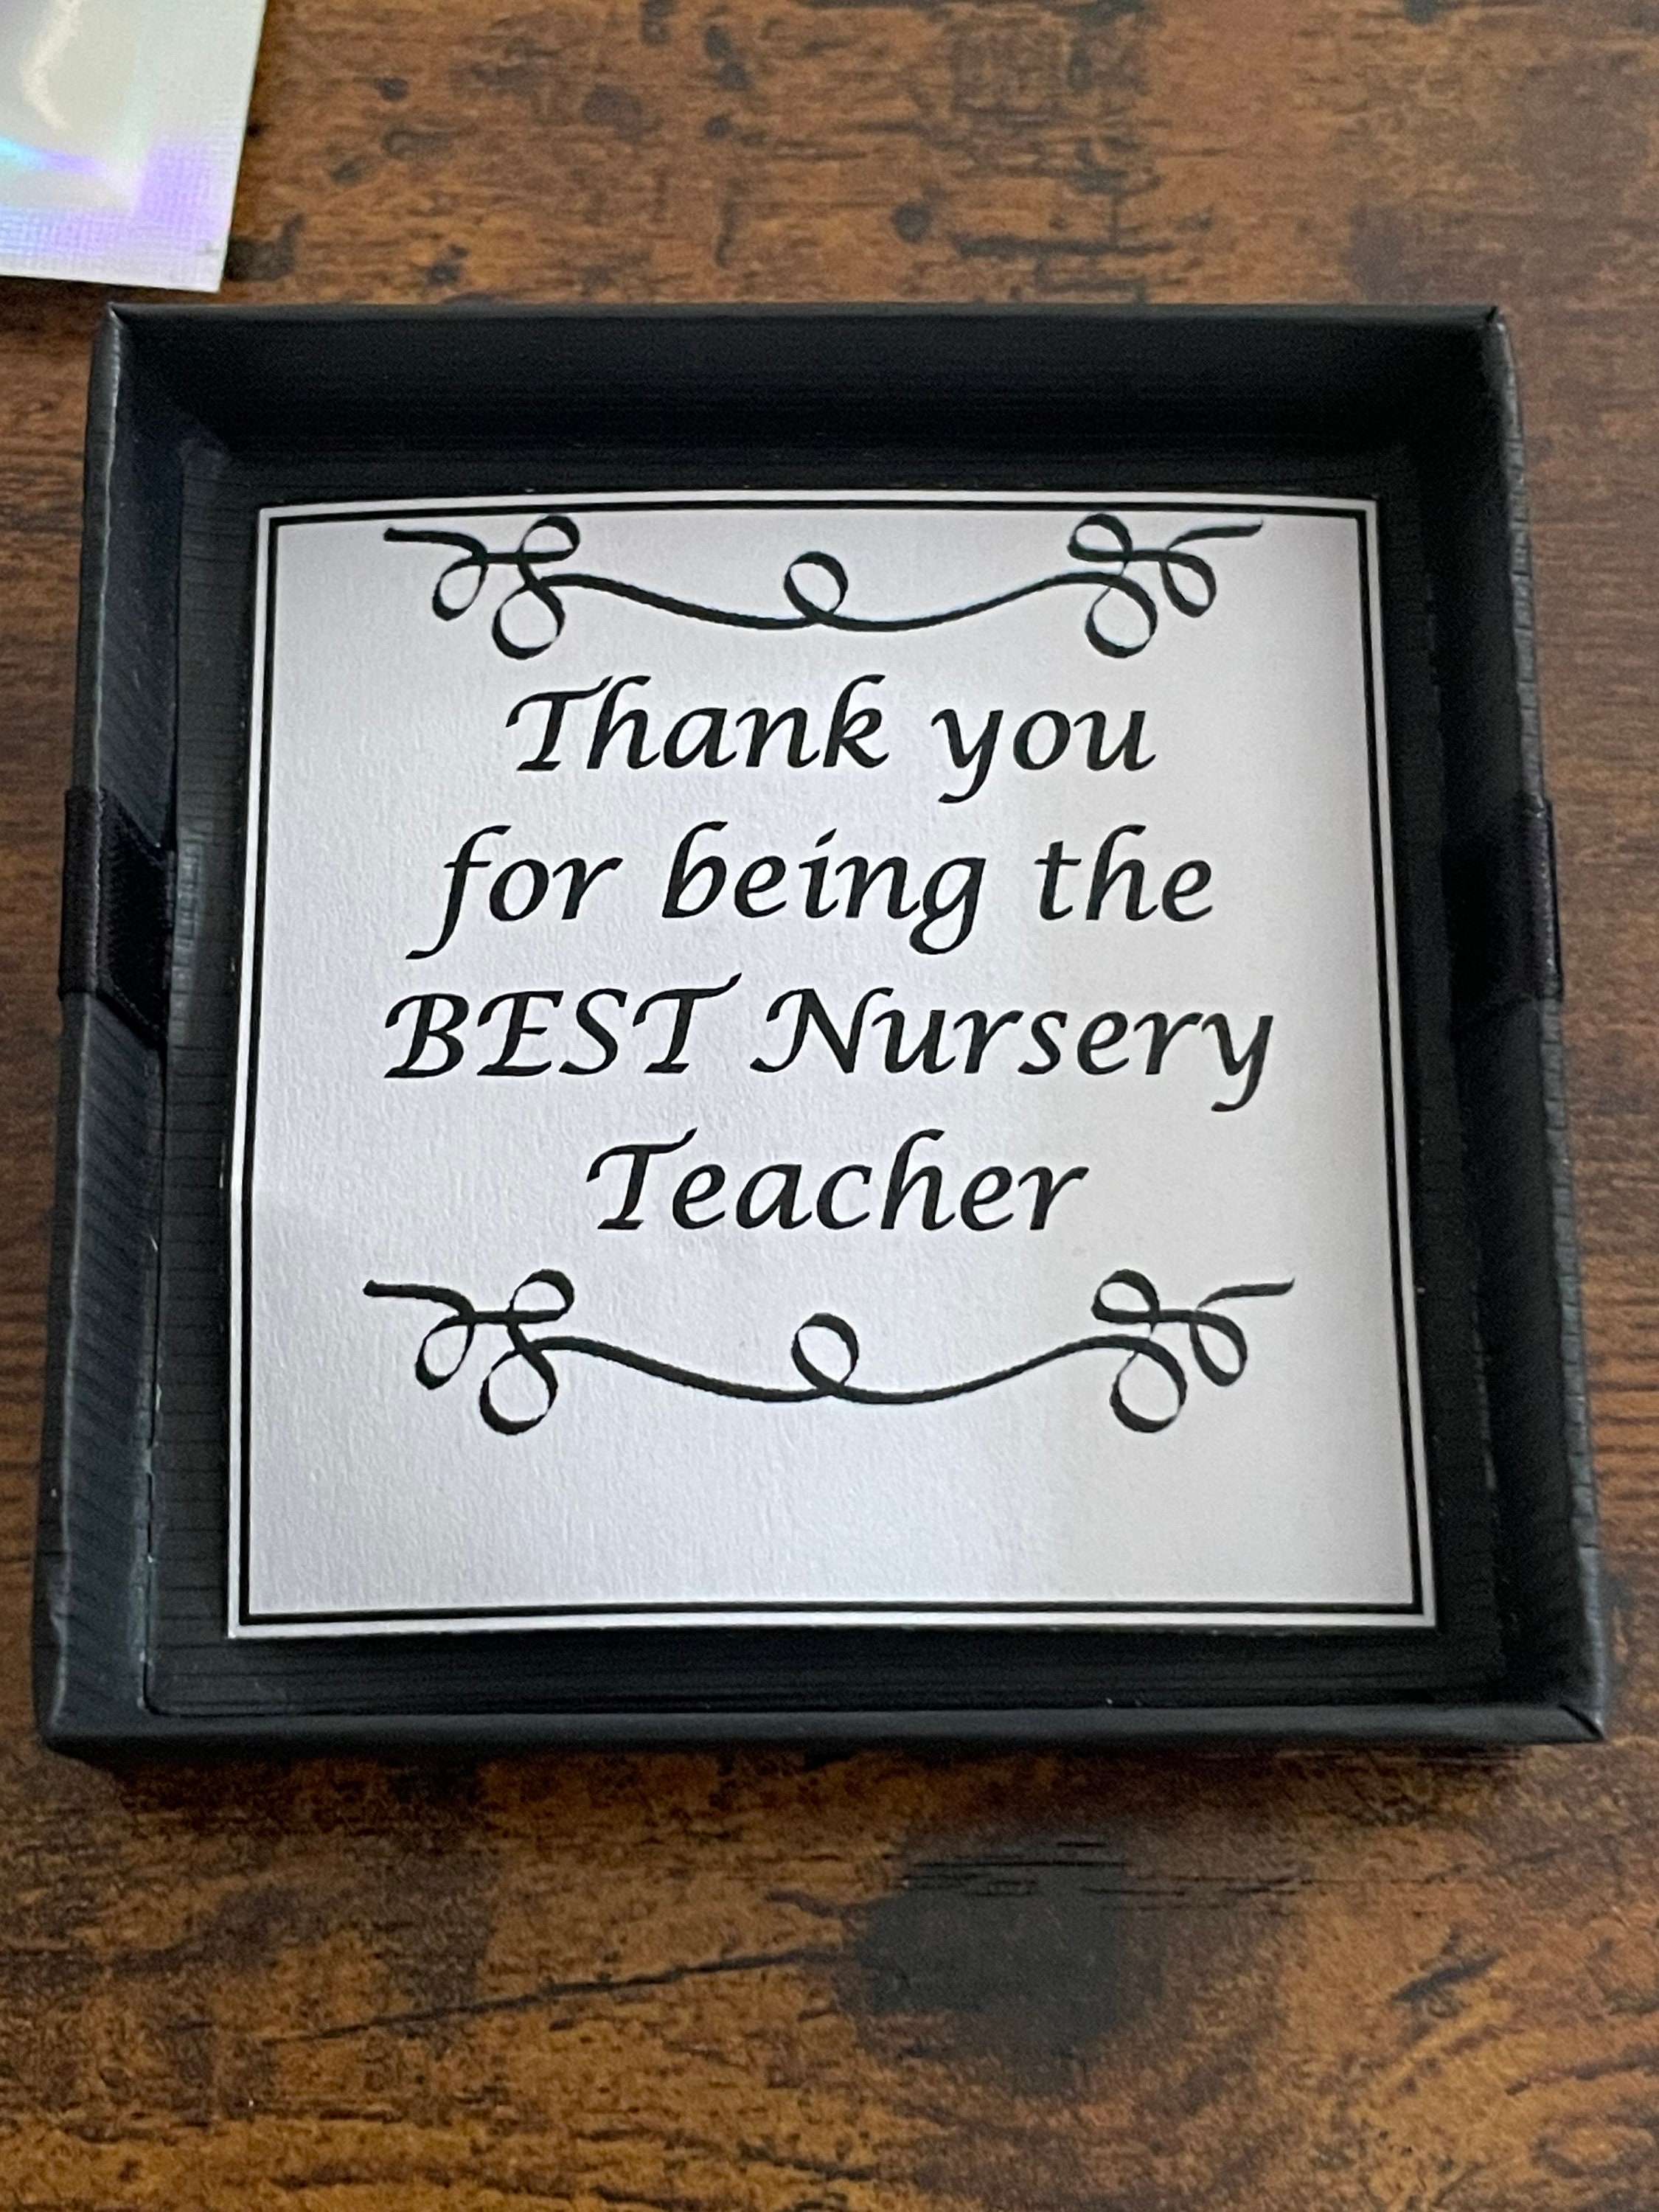 Thank you
for being the
BEST Nursery
Teacher